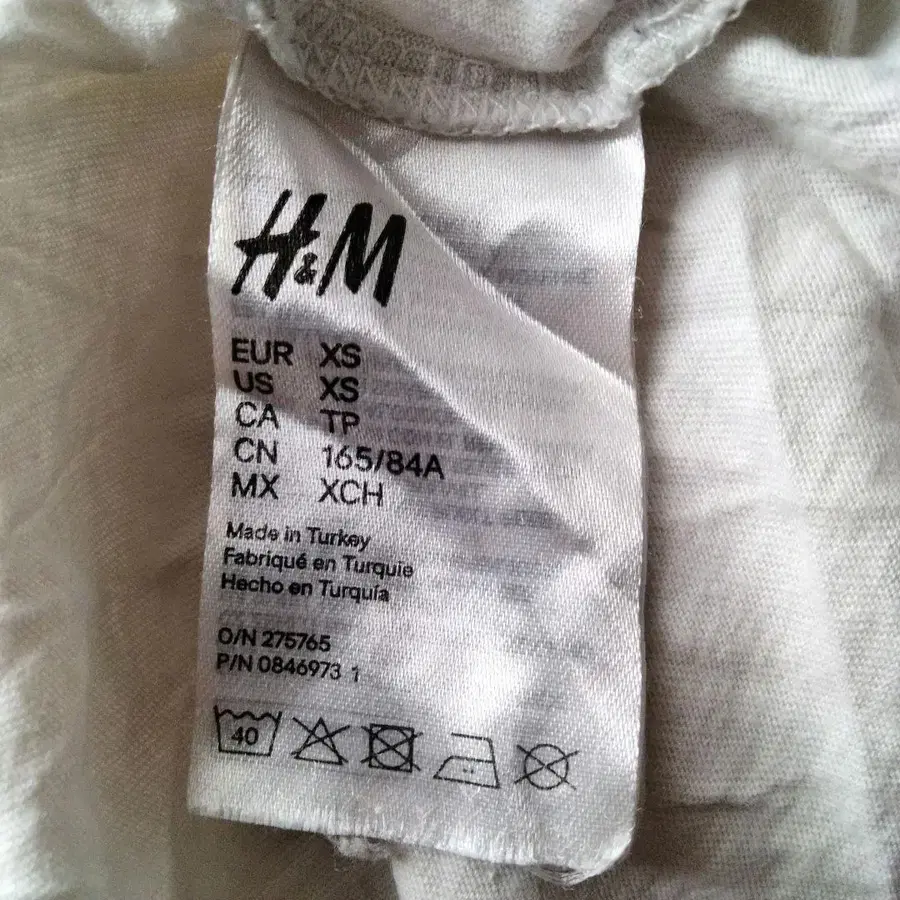 H&M
EUR XS
US XS
CA TP
CN 165/84A
MX XCH
Made in Turkey
Fabriqué en Turquie
Hecho en Turquía
O/N 275765
P/N 0846973 1
40